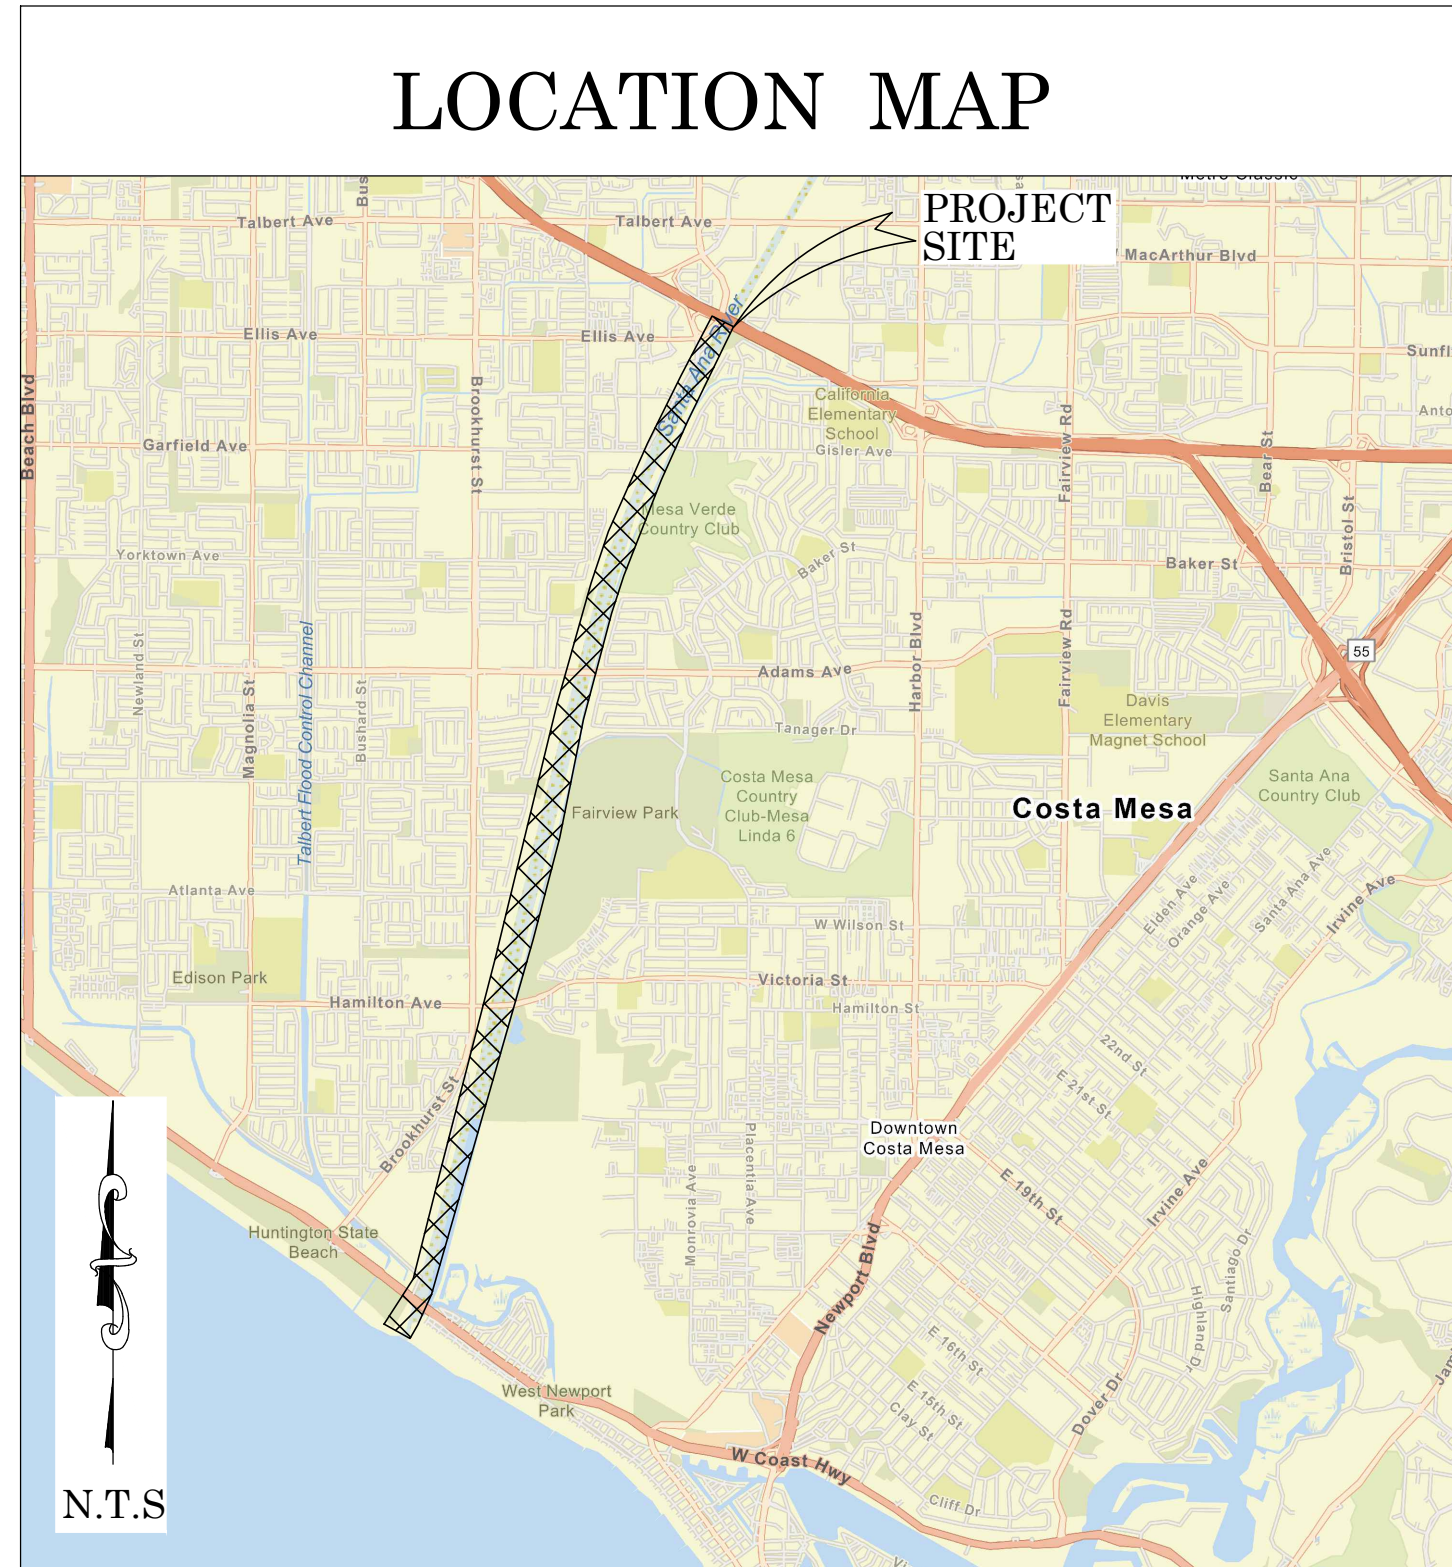 LOCATION MAP
Metro Classic
Bus
PROJECT
SITE
Talbert Ave
Talbert Ave
W MacArthur Blvd
Santa Ana River
Ellis Ave
Ellis Ave
Beach Blvd
Brookhurst St
California
Elementary
School
Gisler Ave
Fairview Rd
Bear St
Bristol St
Sunfl
Anto
Garfield Ave
Mesa Verde
Country Club
Yorktown Ave
Baker St
Baker St
Newland St
Magnolia St
Talbert Flood Control Channel
Bushard St
Adams Ave
Harbor Blvd
Fairview Rd
55
Davis
Elementary
Magnet School
Tanager Dr
Costa Mesa
Country
Club-Mesa
Linda 6
Fairview Park
Costa Mesa
Santa Ana
Country Club
Atlanta Ave
Elden Ave
Orange Ave
Santa Ana Ave
Irvine Ave
W Wilson St
Edison Park
Victoria St
Hamilton Ave
Hamilton St
22nd St
E 21st St
Brookhurst St
Downtown
Costa Mesa
Placentia Ave
Monrovia Ave
E 19th St
Irvine Ave
Huntington State
Beach
Newport Blvd
Santiago Dr
Highland Dr
E 16th St
E 15th St
Clay St
Dover Dr
West Newport
Park
W Coast Hwy
Cliff Dr
N.T.S